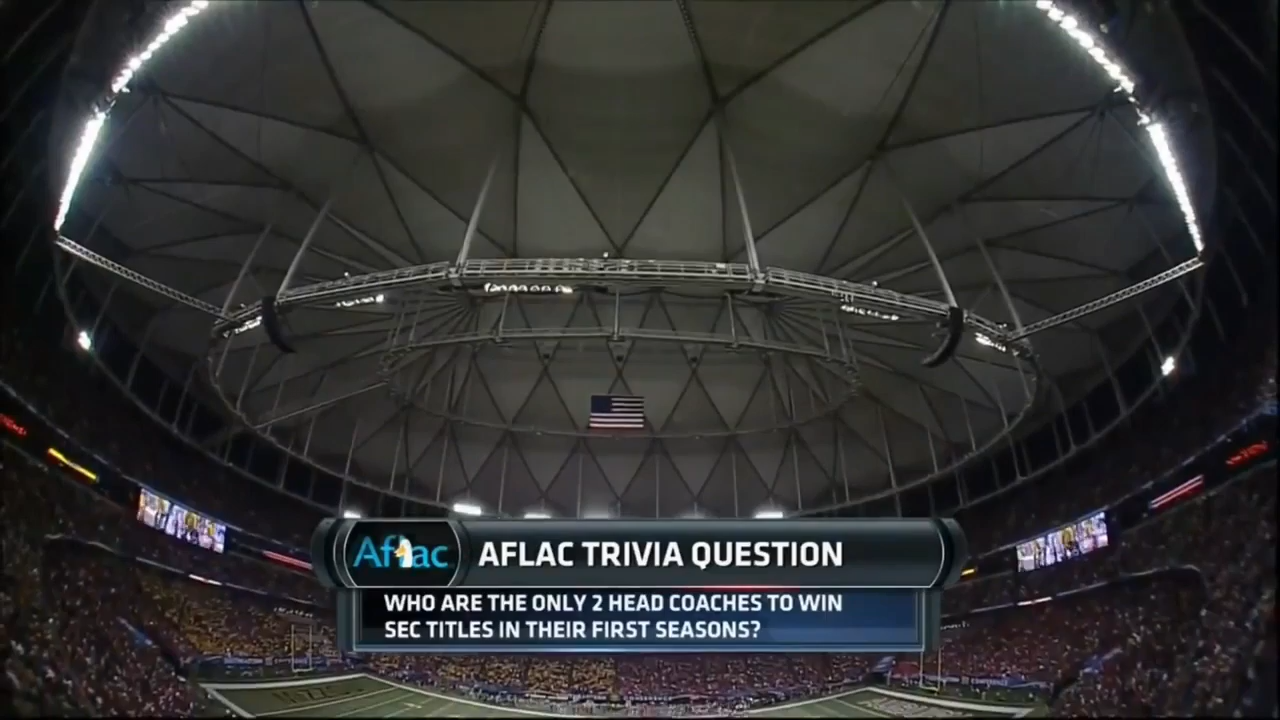 Aflac
AFLAC TRIVIA QUESTION
WHO ARE THE ONLY 2 HEAD COACHES TO WIN
SEC TITLES IN THEIR FIRST SEASONS?